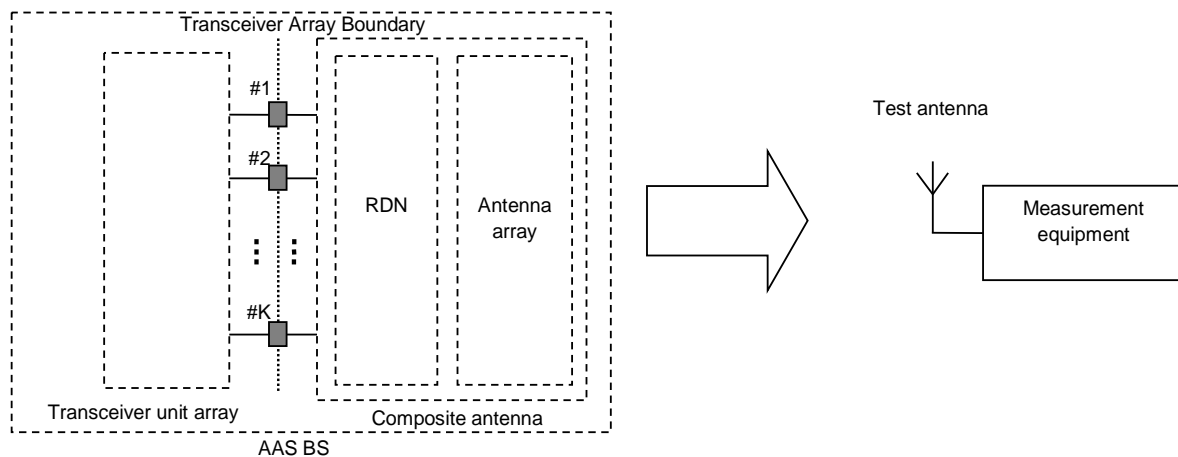 Transceiver Array Boundary
#1
#2
#K
RDN
Antenna
array
Transceiver unit array
Composite antenna
AAS BS
Test antenna
Measurement
equipment